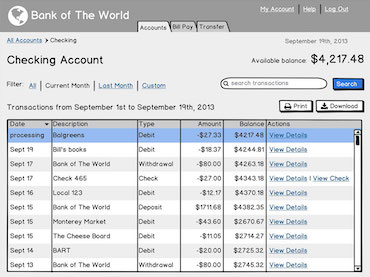 Bank of The World
My Account | Help | Log Out
Accounts Bill Pay Transfer
All Accounts > Checking
September 19th, 2013
Checking Account
Available balance: $4,217.48
Filter: All | Current Month | Last Month | Custom
search transactions Search
Transactions from September 1st to September 19th, 2013
Print Download
Date Description Type Amount Balance Actions
processing Balgreens Debit -$27.33 $4217.48 View Details
Sept 19 Bill's books Debit -$18.37 $4244.81 View Details
Sept 17 Bank of The World Withdrawal -$80.00 $4263.18 View Details
Sept 17 Check 465 Check -$27.00 $4343.18 View Details | View Check
Sept 16 Local 123 Debit -$12.17 $4370.18 View Details
Sept 15 Bank of The World Deposit $1711.68 $4382.35 View Details
Sept 15 Monterey Market Debit -$43.60 $2670.67 View Details
Sept 15 The Cheese Board Debit -$11.05 $2714.27 View Details
Sept 14 BART Debit -$20.00 $2725.32 View Details
Sept 13 Bank of The World Withdrawal -$80.00 $2745.32 View Details